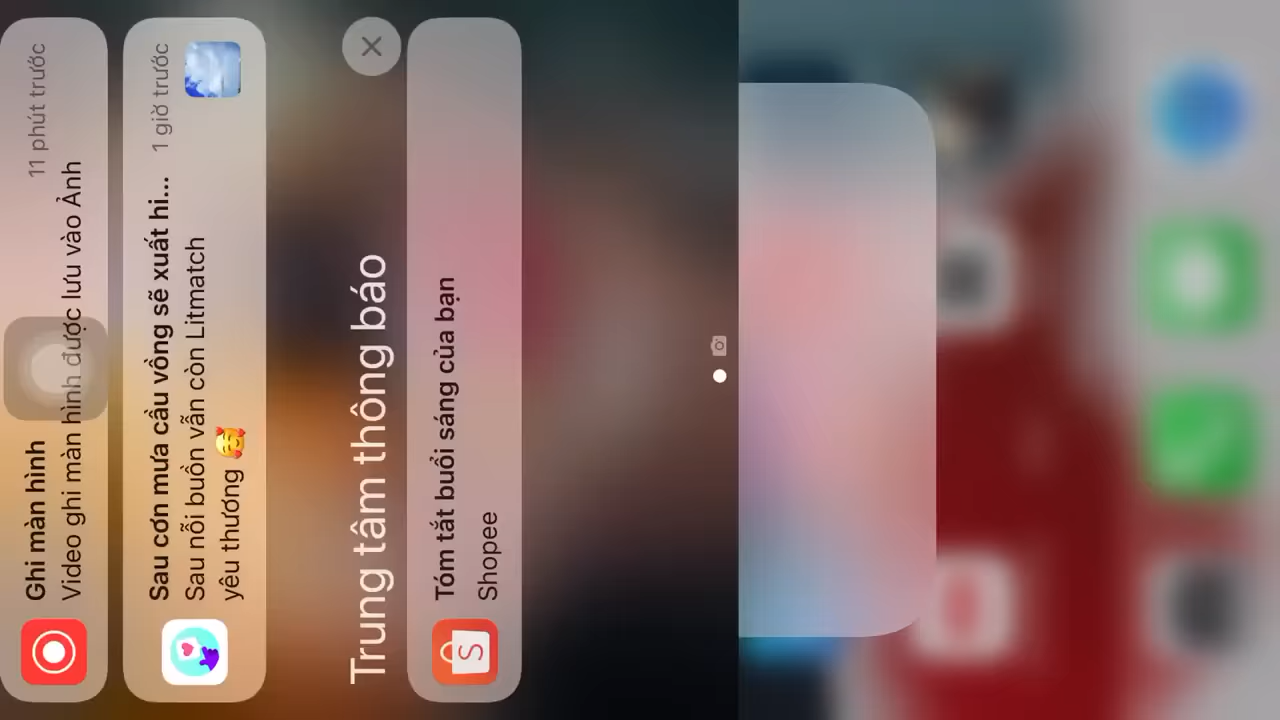 Ghi màn hình
11 phút trước
Video ghi màn hình được lưu vào Ảnh
Sau cơn mưa cầu vồng sẽ xuất hi...
1 giờ trước
Sau nỗi buồn vẫn còn Litmatch
yêu thương 🥰
Trung tâm thông báo
Tóm tắt buổi sáng của bạn
Shopee